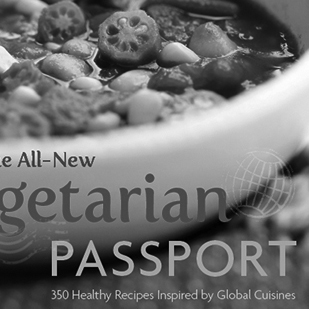 e All-New
getarian
PASSPORT
350 Healthy Recipes Inspired by Global Cuisines